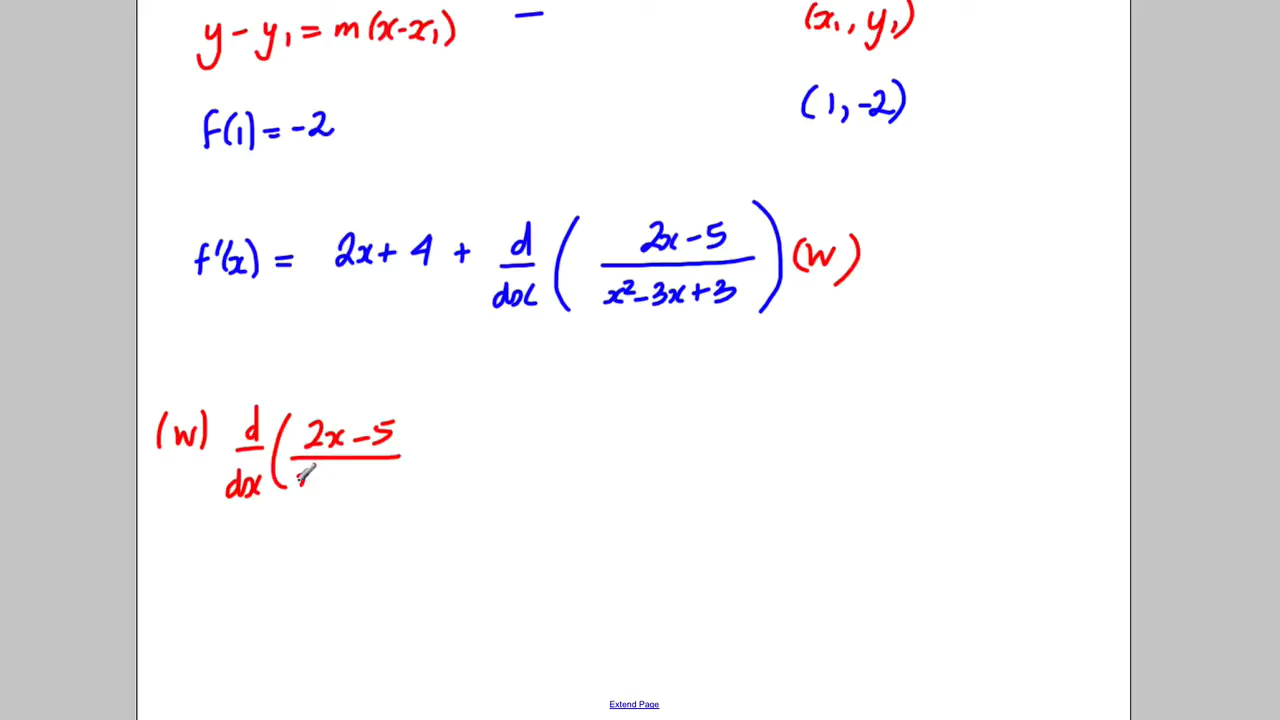 y - y₁ = m(x-x₁) (x₁, y₁)
f(1) = -2 (1, -2)
f'(x) = 2x + 4 + d/dx ( (2x - 5)/(x² - 3x + 3) ) (w)
(w) d/dx ( 2x - 5
Extend Page